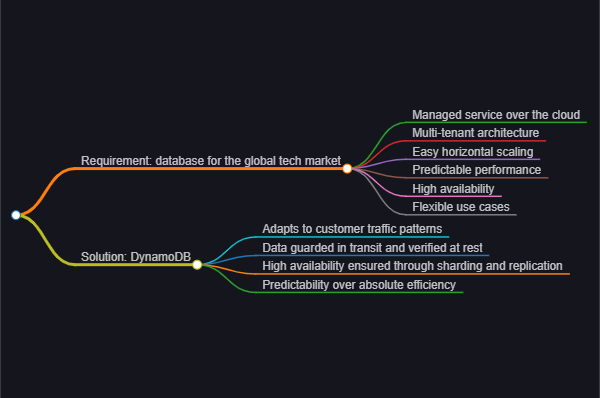 Requirement: database for the global tech market
Managed service over the cloud
Multi-tenant architecture
Easy horizontal scaling
Predictable performance
High availability
Flexible use cases
Solution: DynamoDB
Adapts to customer traffic patterns
Data guarded in transit and verified at rest
High availability ensured through sharding and replication
Predictability over absolute efficiency